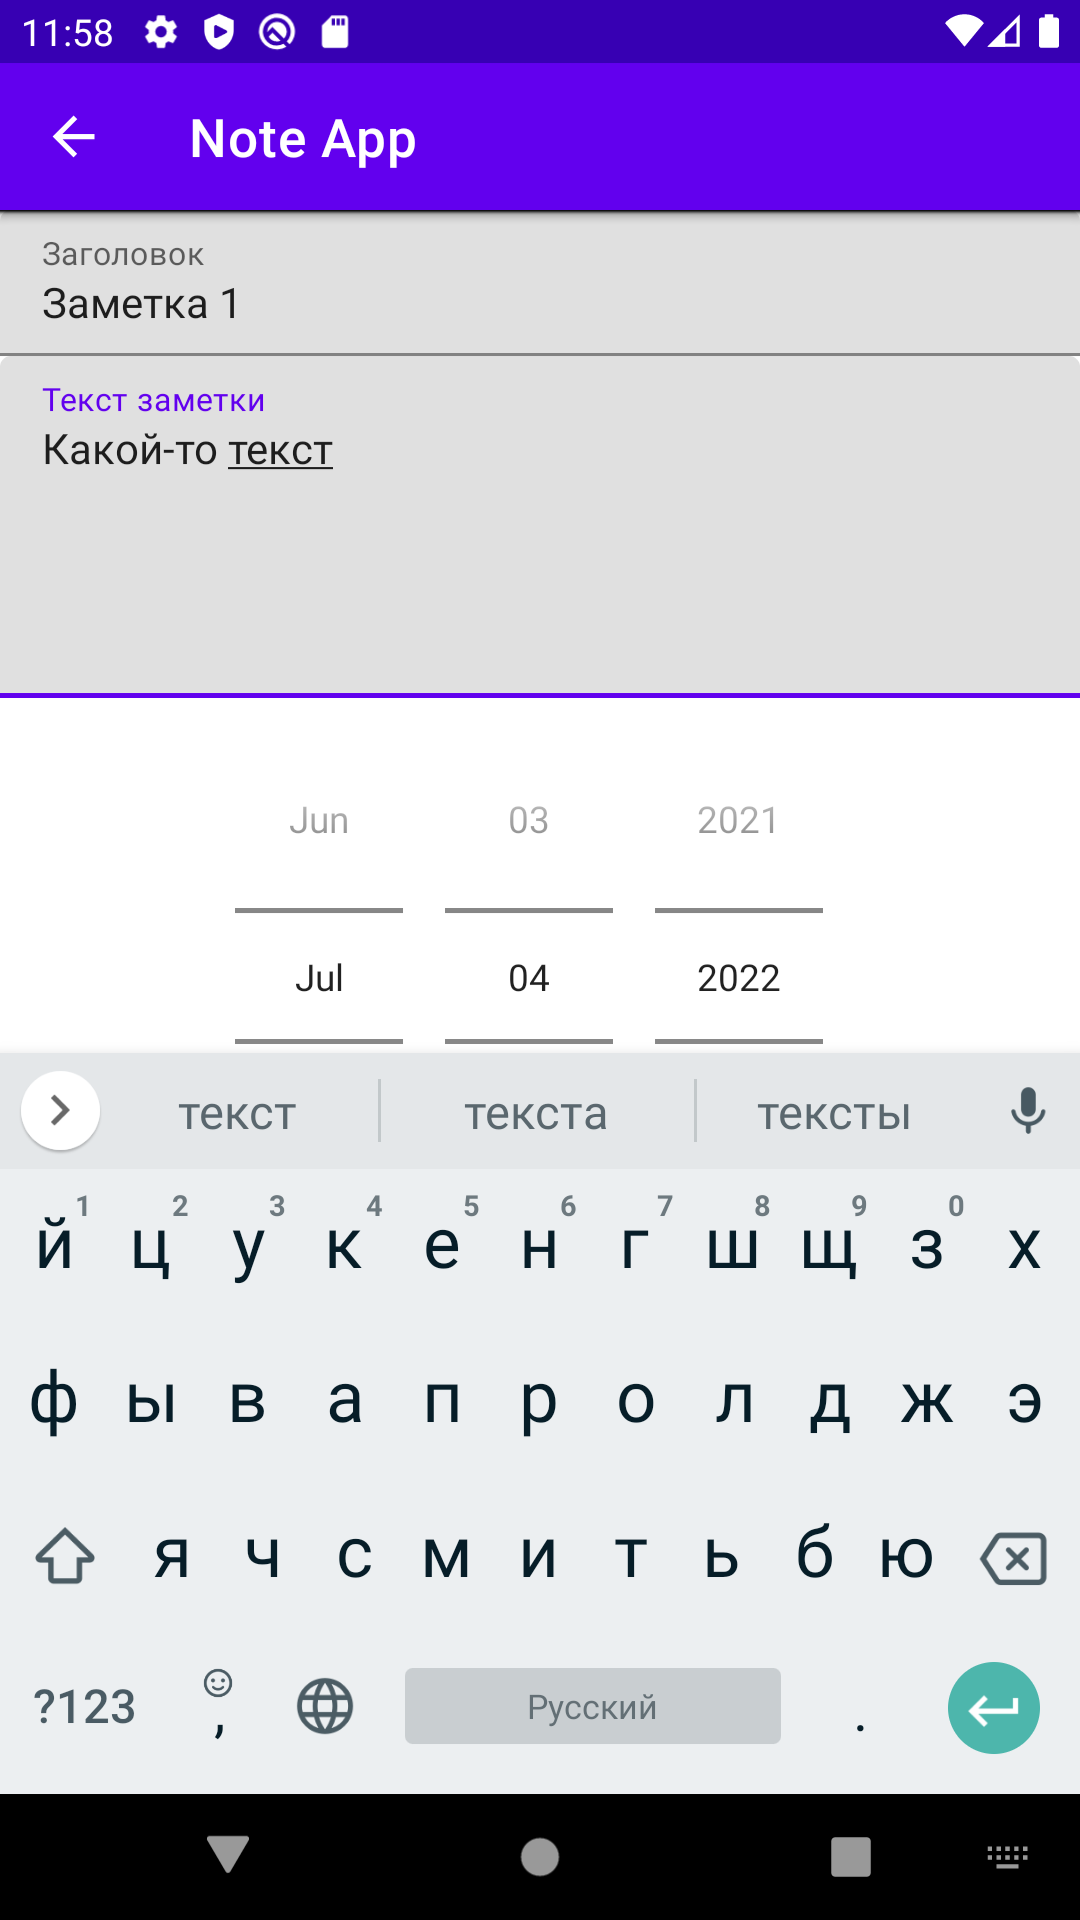 11:58
Note App
Заголовок
Заметка 1
Текст заметки
Какой-то текст
Jun 03 2021
Jul 04 2022
текст текста тексты
1 2 3 4 5 6 7 8 9 0
й ц у к е н г ш щ з х
ф ы в а п р о л д ж э
я ч с м и т ь б ю
?123 , Русский .